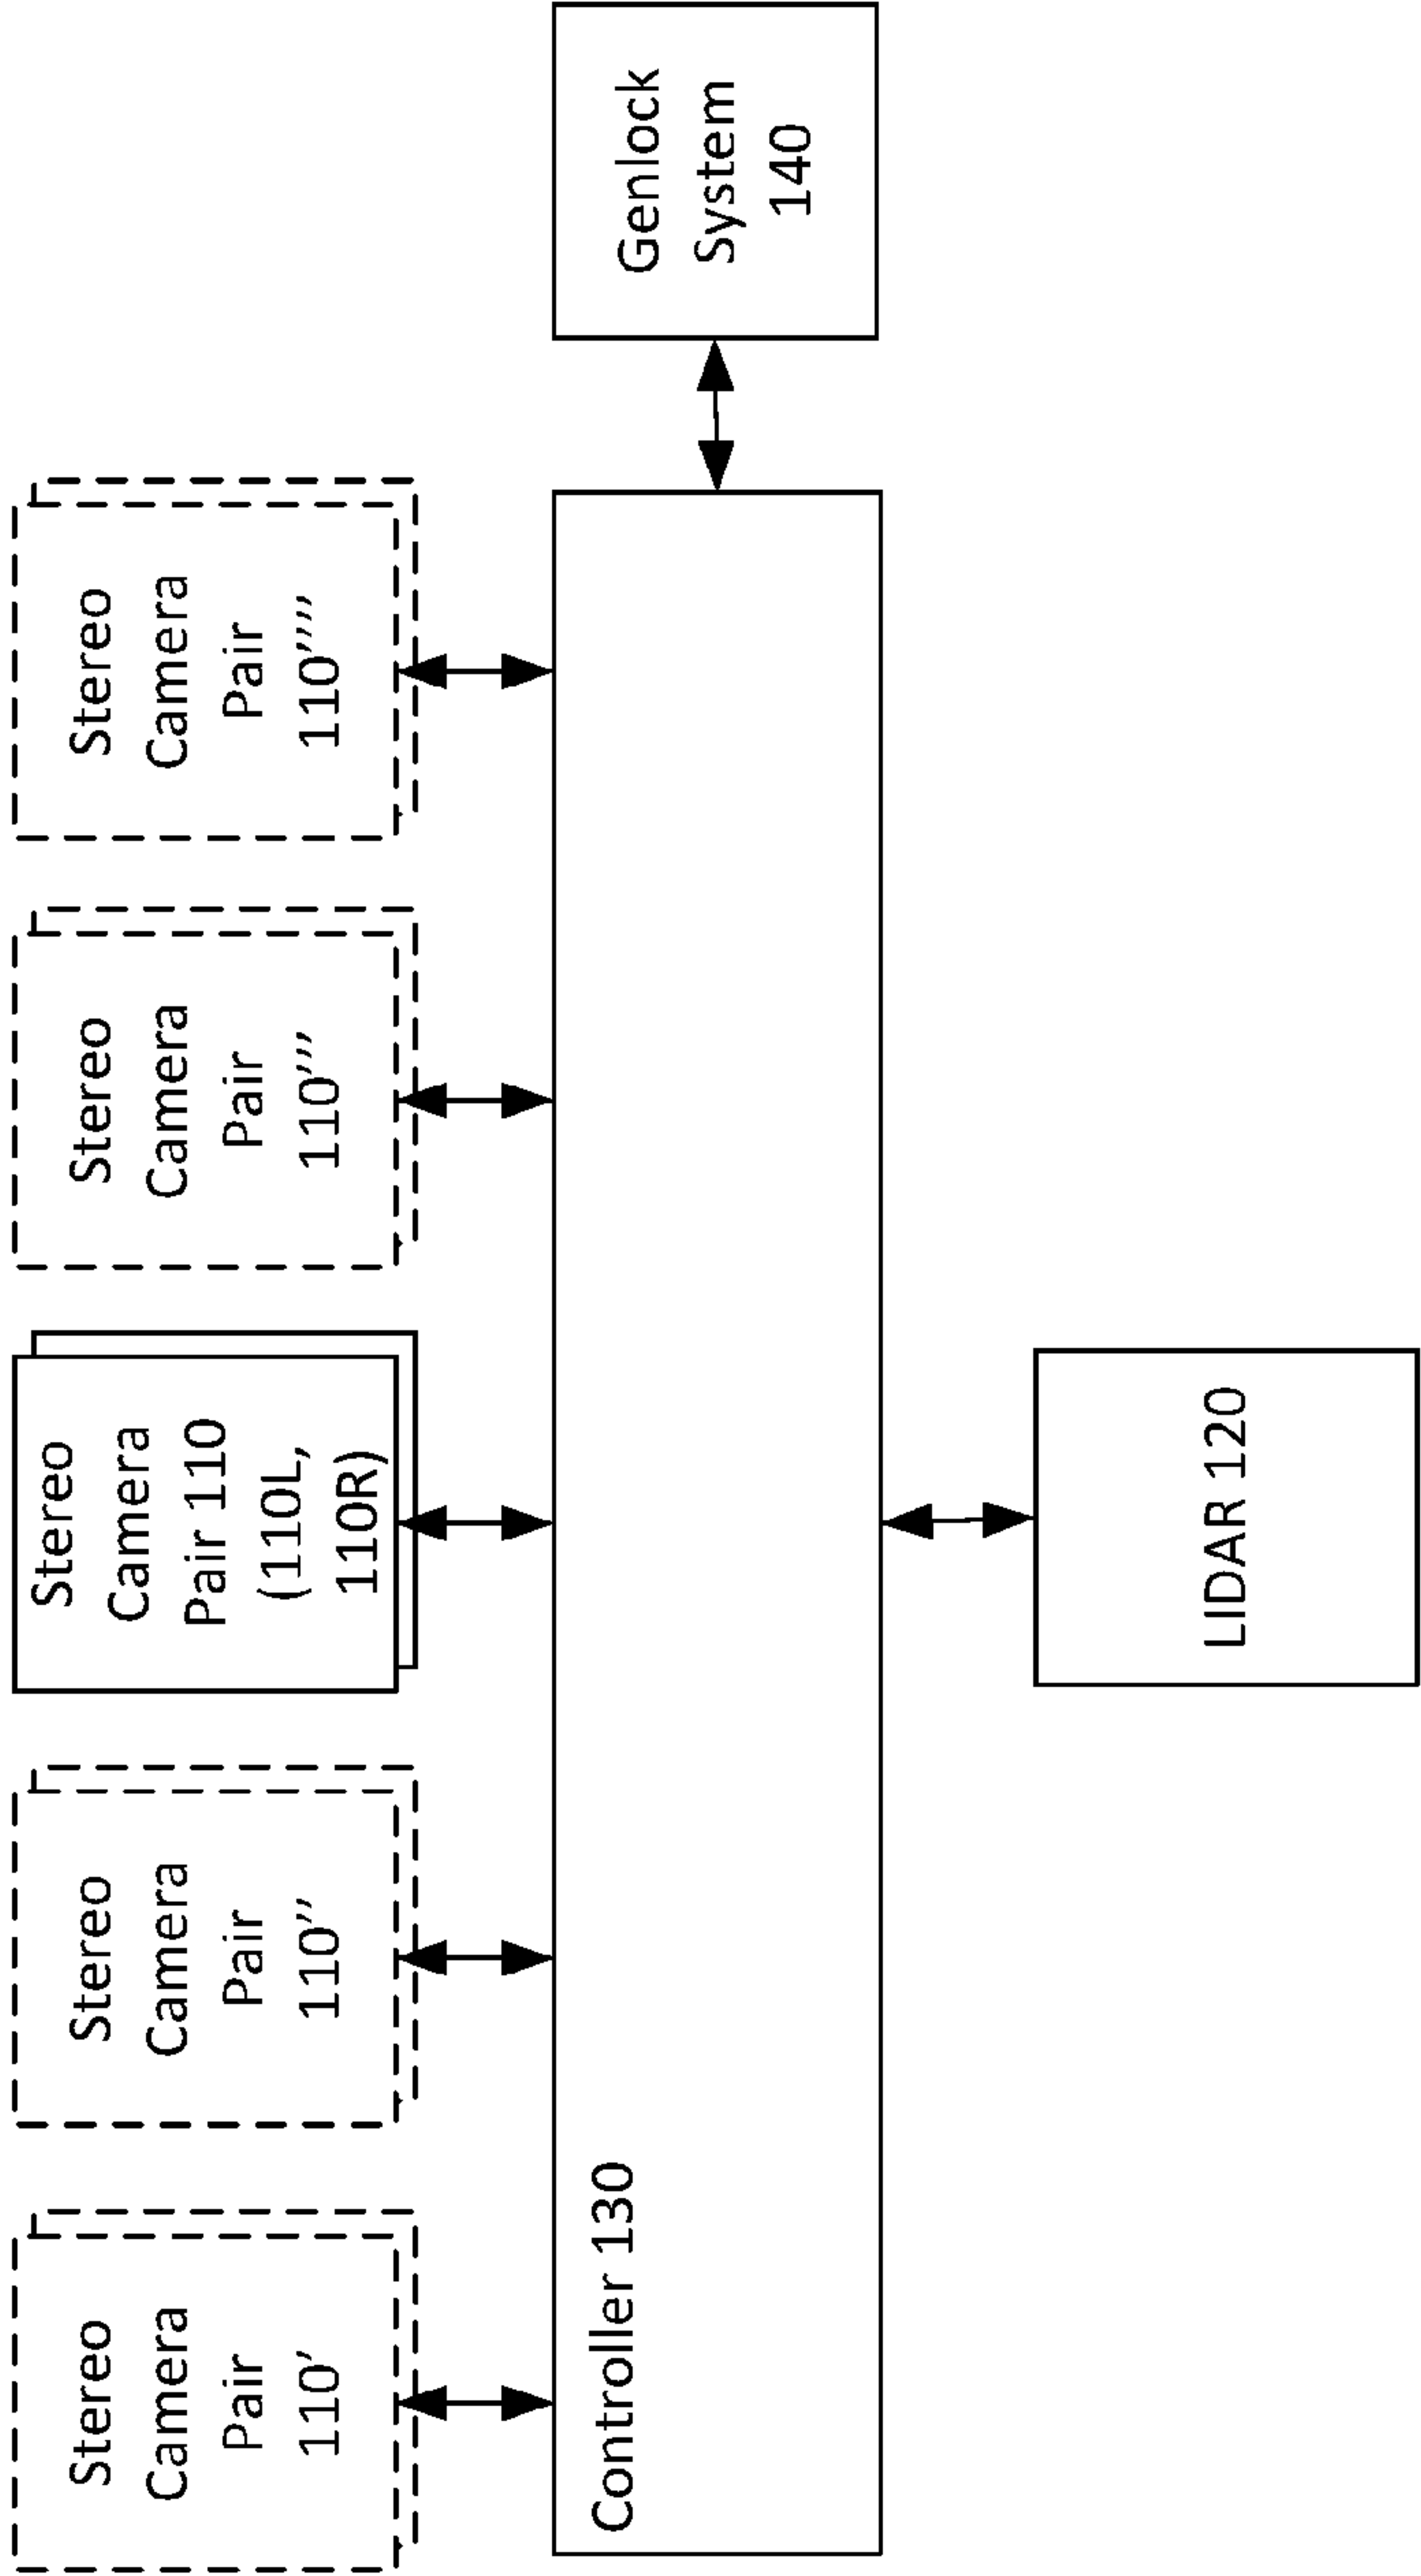 Stereo
Camera
Pair
110'
Stereo
Camera
Pair
110''
Stereo
Camera
Pair 110
(110L,
110R)
Stereo
Camera
Pair
110'''
Stereo
Camera
Pair
110''''
Controller 130
Genlock
System
140
LIDAR 120